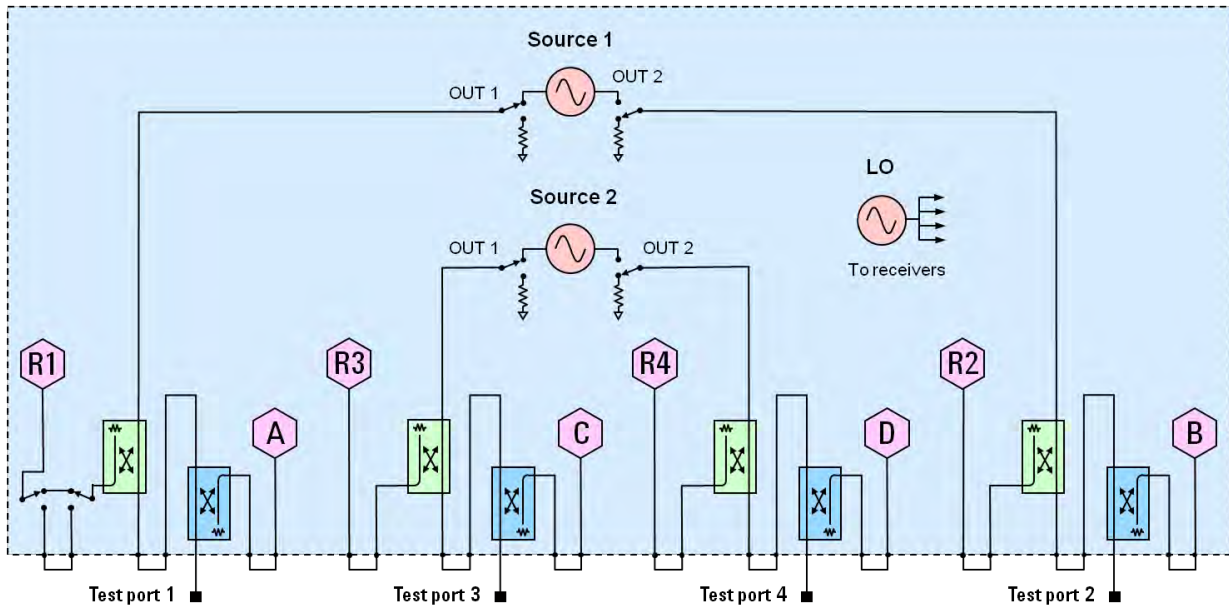 Source 1
OUT 1
OUT 2
LO
Source 2
OUT 1
OUT 2
To receivers
R1
R3
R4
R2
A
C
D
B
Test port 1
Test port 3
Test port 4
Test port 2